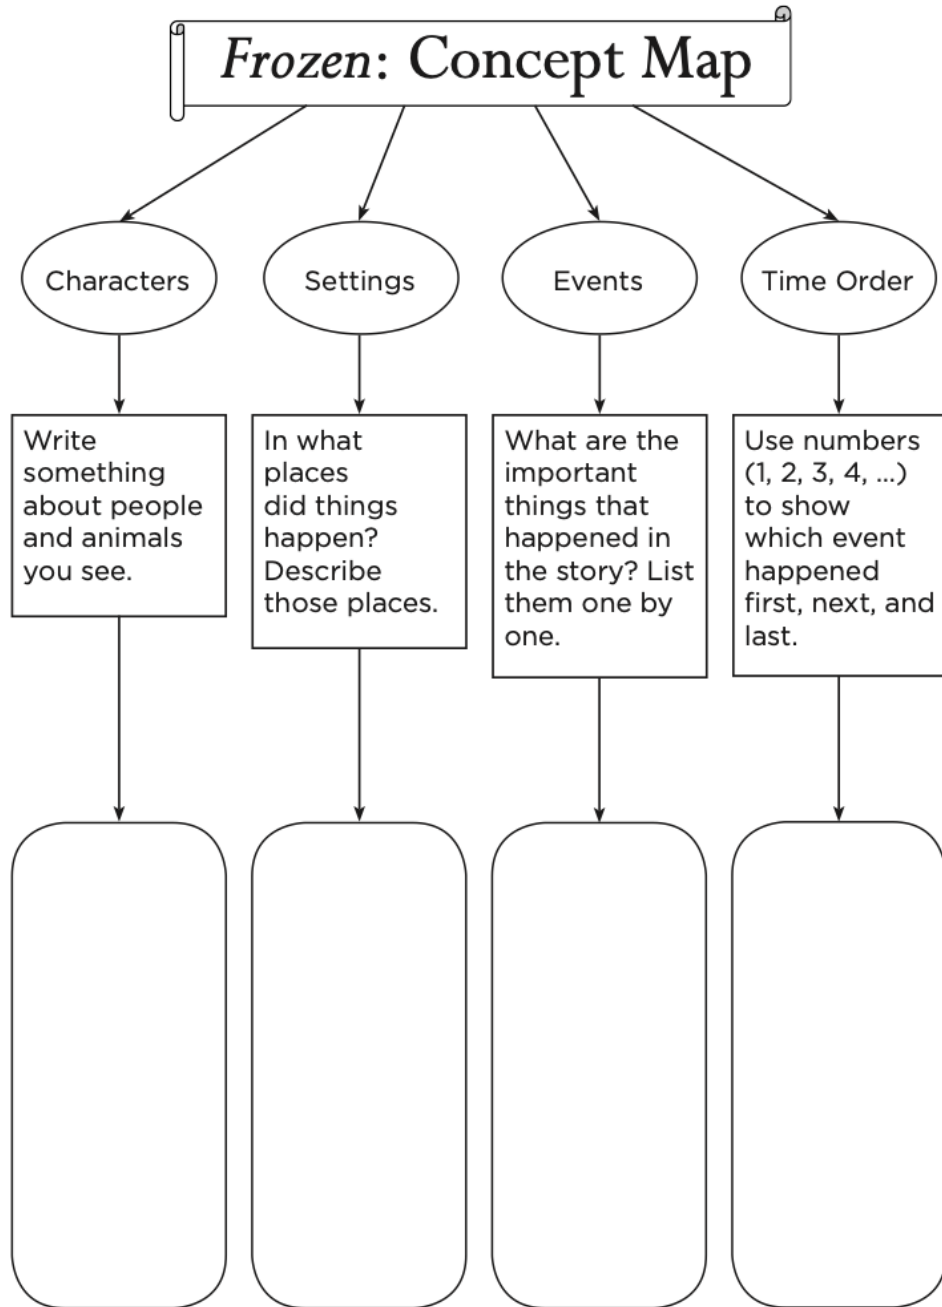 Frozen: Concept Map
Characters
Settings
Events
Time Order
Write
something
about people
and animals
you see.
In what
places
did things
happen?
Describe
those places.
What are the
important
things that
happened in
the story? List
them one by
one.
Use numbers
(1, 2, 3, 4, ...)
to show
which event
happened
first, next, and
last.